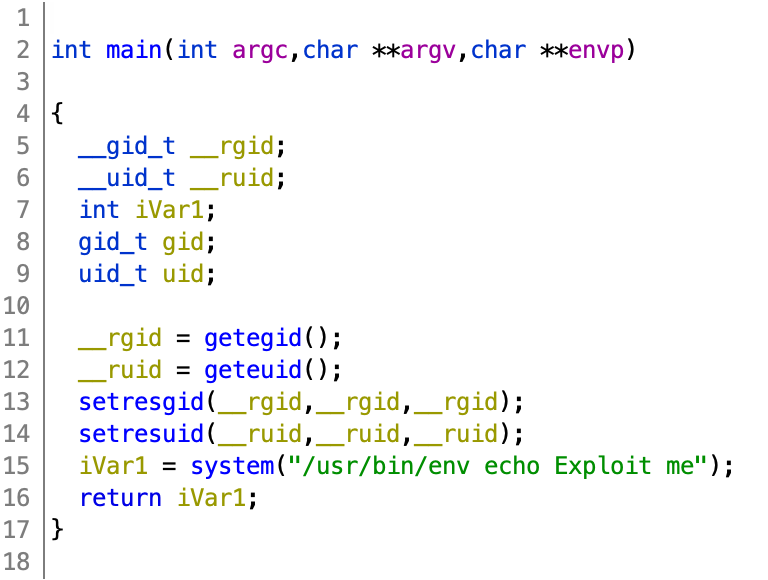 1
2 int main(int argc,char **argv,char **envp)
3
4 {
5   __gid_t __rgid;
6   __uid_t __ruid;
7   int iVar1;
8   gid_t gid;
9   uid_t uid;
10
11   __rgid = getegid();
12   __ruid = geteuid();
13   setresgid(__rgid,__rgid,__rgid);
14   setresuid(__ruid,__ruid,__ruid);
15   iVar1 = system("/usr/bin/env echo Exploit me");
16   return iVar1;
17 }
18